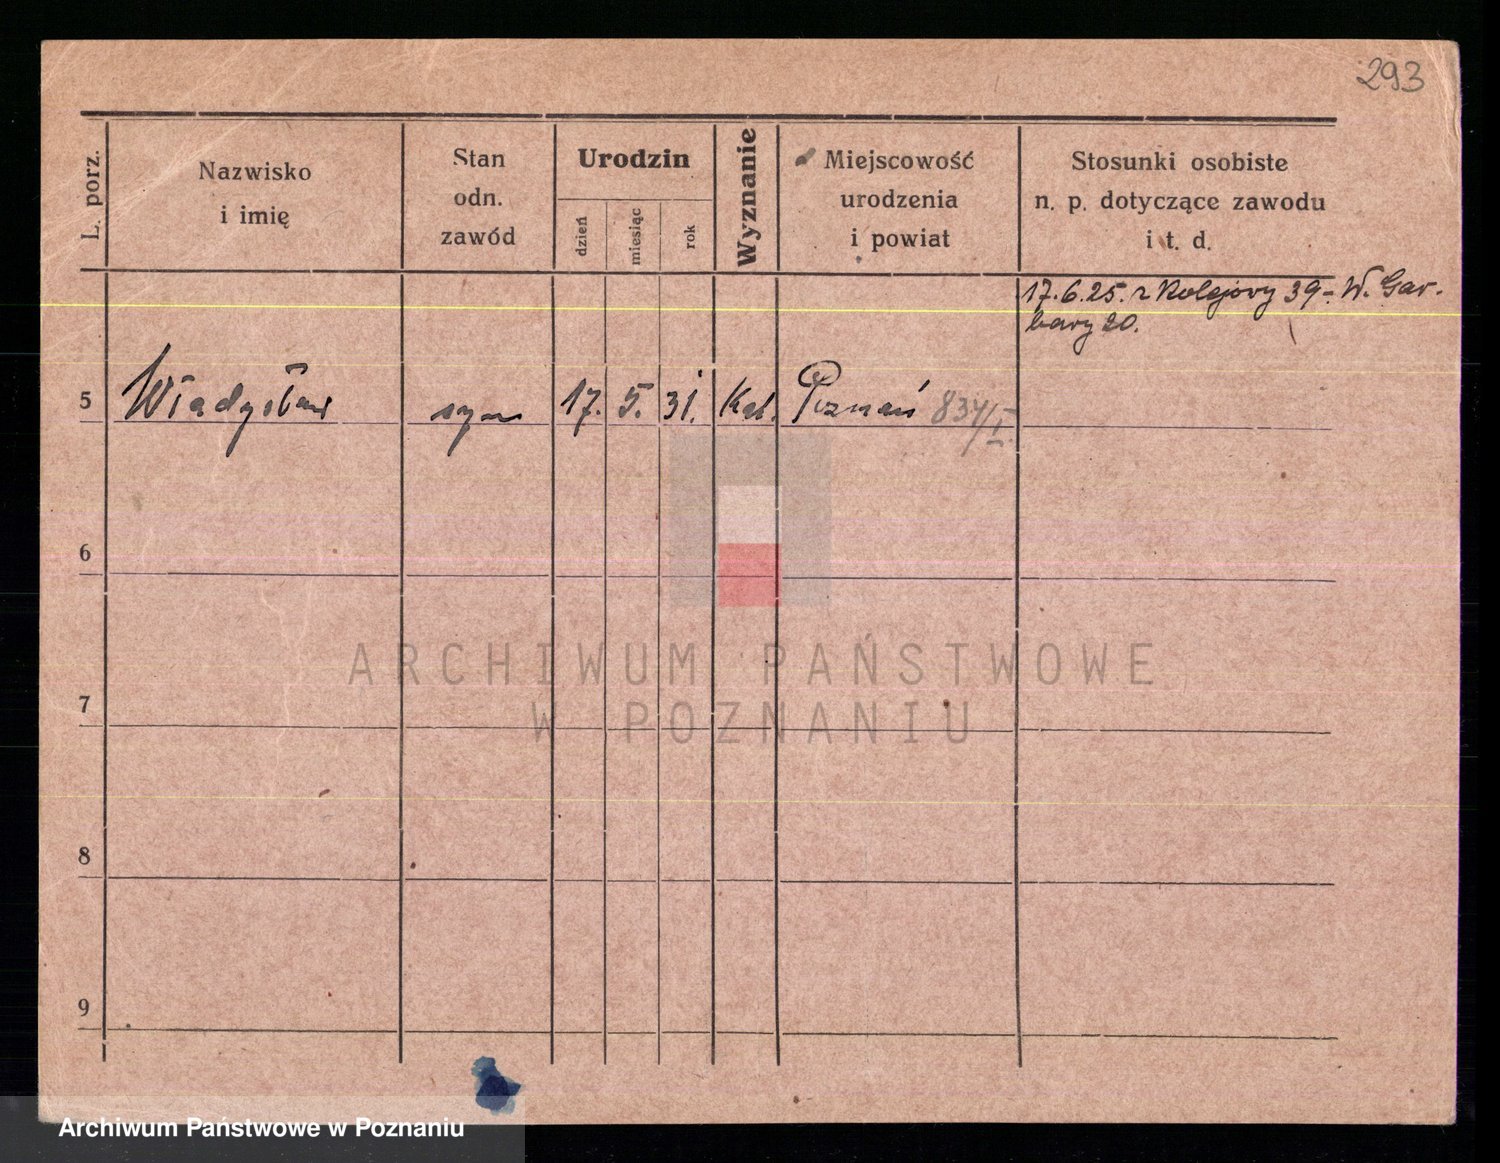 293
L. porz.
Nazwisko
i imię
Stan
odn.
zawód
Urodzin
dzień
miesiąc
rok
Wyznanie
Miejscowość
urodzenia
i powiat
Stosunki osobiste
n. p. dotyczące zawodu
i t. d.
17.6.25. z Kolejowy 39 - W. Gar-
bary 20.
5 Władysław syn 17. 5. 31. Kat. Poznań 834/I
6
ARCHIWUM PAŃSTWOWE
W POZNANIU
7
8
9
Archiwum Państwowe w Poznaniu